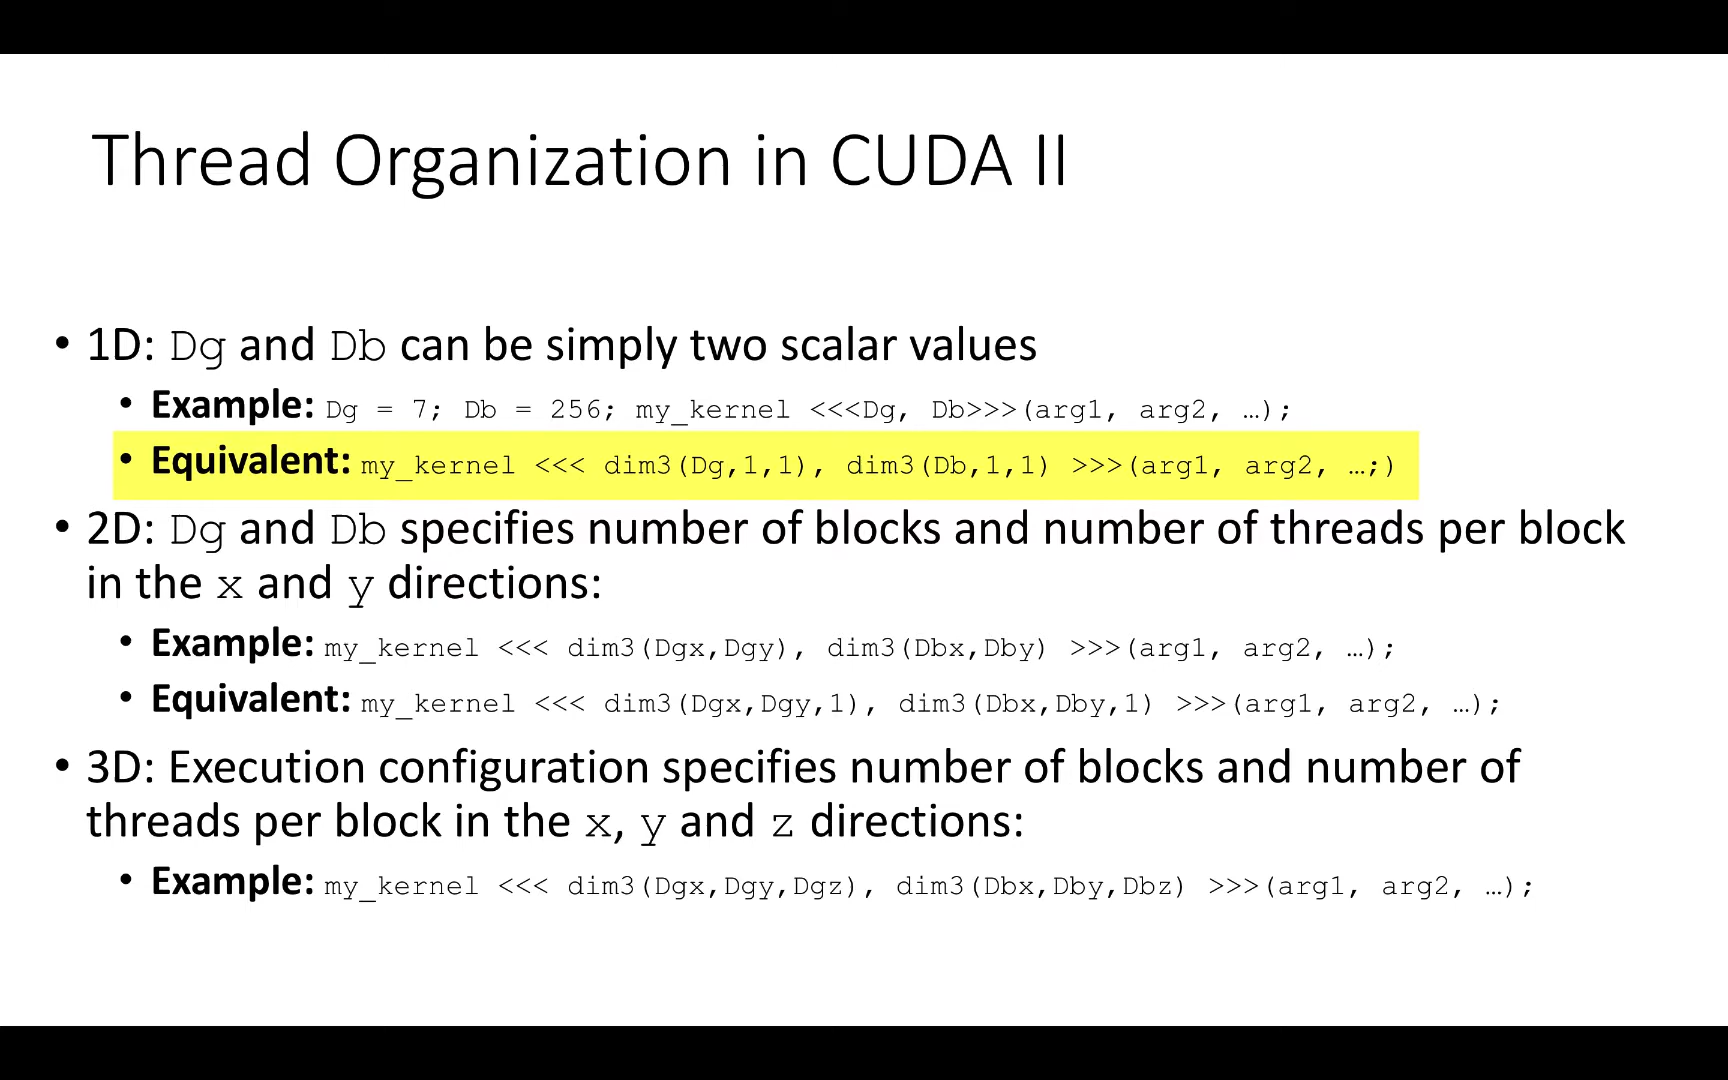 Thread Organization in CUDA II
• 1D: Dg and Db can be simply two scalar values
• Example: Dg = 7; Db = 256; my_kernel <<<Dg, Db>>>(arg1, arg2, …);
• Equivalent: my_kernel <<< dim3(Dg,1,1), dim3(Db,1,1) >>>(arg1, arg2, …;)
• 2D: Dg and Db specifies number of blocks and number of threads per block
in the x and y directions:
• Example: my_kernel <<< dim3(Dgx,Dgy), dim3(Dbx,Dby) >>>(arg1, arg2, …);
• Equivalent: my_kernel <<< dim3(Dgx,Dgy,1), dim3(Dbx,Dby,1) >>>(arg1, arg2, …);
• 3D: Execution configuration specifies number of blocks and number of
threads per block in the x, y and z directions:
• Example: my_kernel <<< dim3(Dgx,Dgy,Dgz), dim3(Dbx,Dby,Dbz) >>>(arg1, arg2, …);